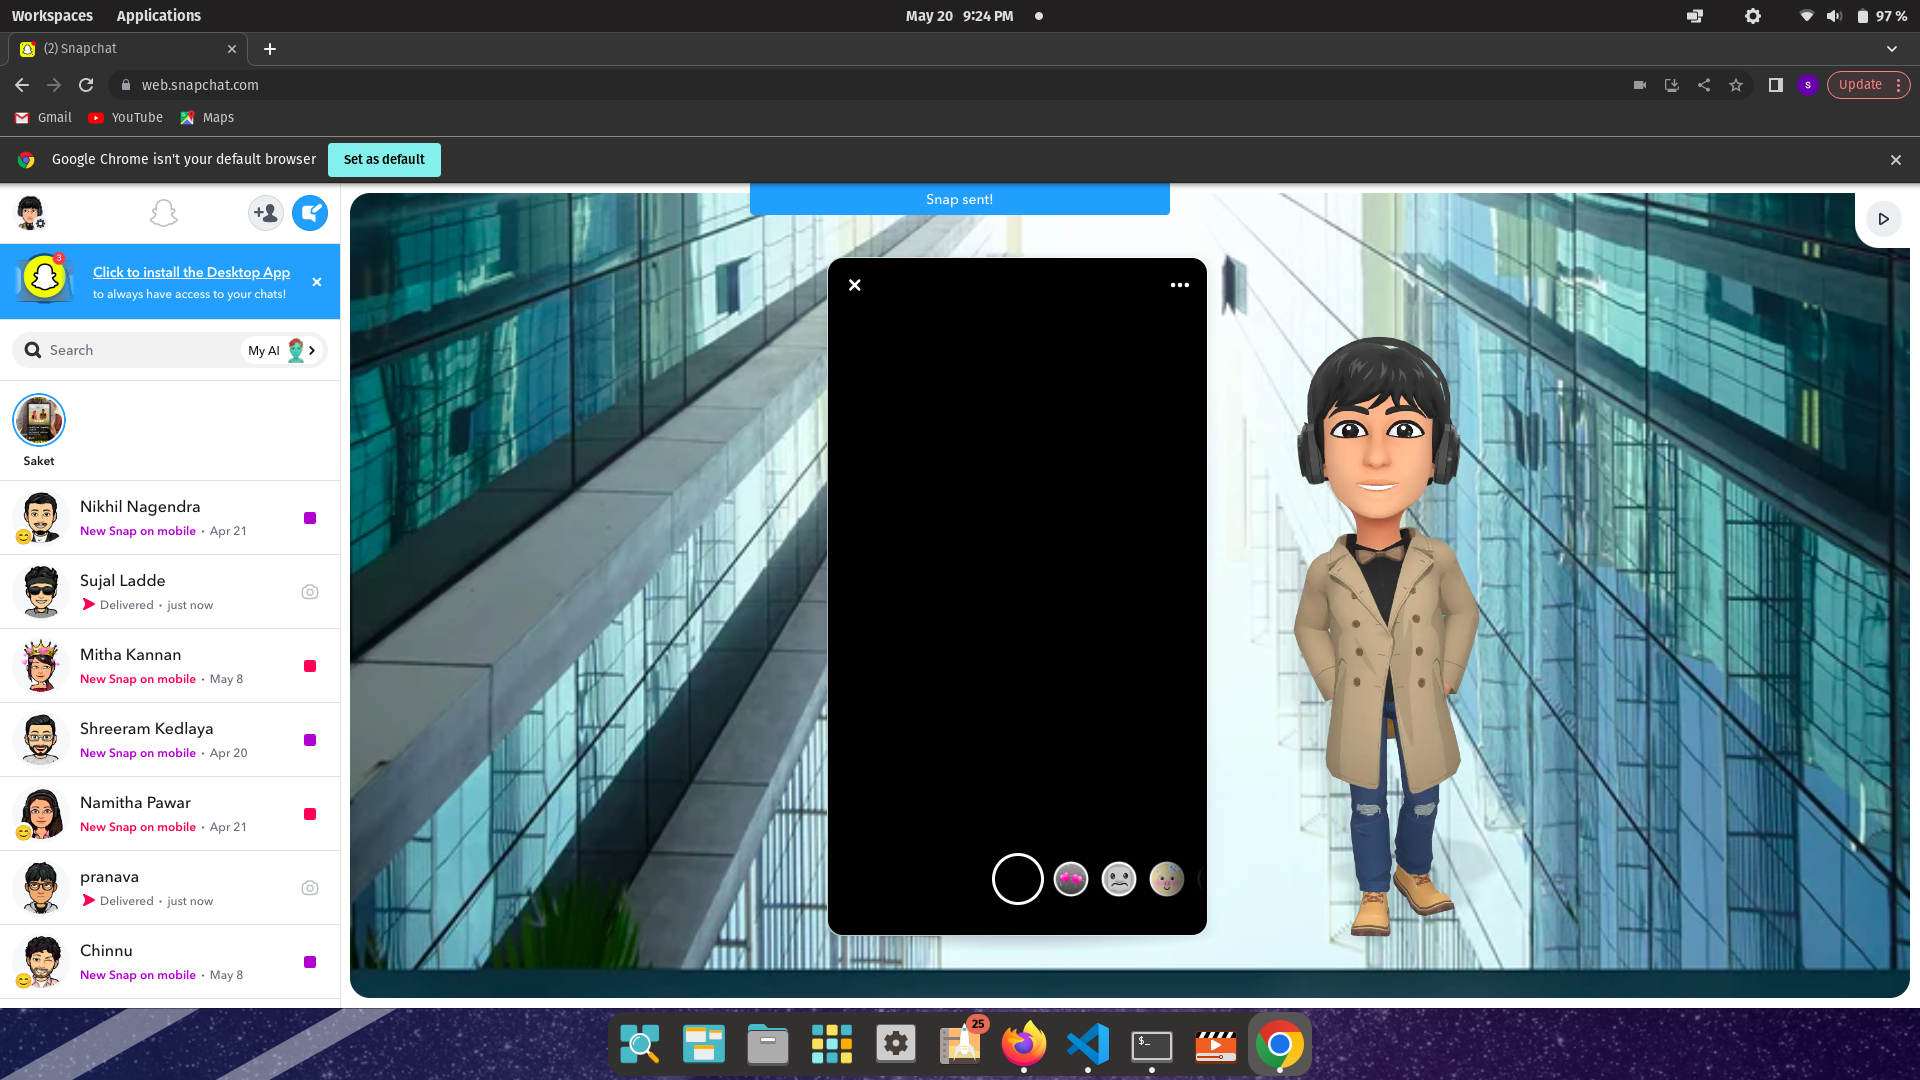 Workspaces Applications May 20 9:24 PM 97 %
(2) Snapchat
web.snapchat.com Update
S
Gmail YouTube Maps
Google Chrome isn't your default browser Set as default
Snap sent!
3
Click to install the Desktop App
to always have access to your chats!
Search My AI
Saket
Nikhil Nagendra
New Snap on mobile · Apr 21
Sujal Ladde
Delivered · just now
Mitha Kannan
New Snap on mobile · May 8
Shreeram Kedlaya
New Snap on mobile · Apr 20
Namitha Pawar
New Snap on mobile · Apr 21
pranava
Delivered · just now
Chinnu
New Snap on mobile · May 8
25
$_